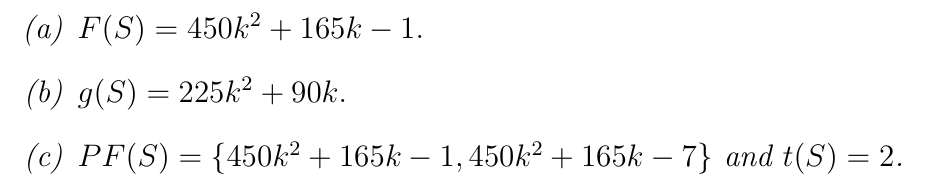 (a) F(S) = 450k² + 165k − 1.
(b) g(S) = 225k² + 90k.
(c) PF(S) = {450k² + 165k − 1, 450k² + 165k − 7} and t(S) = 2.